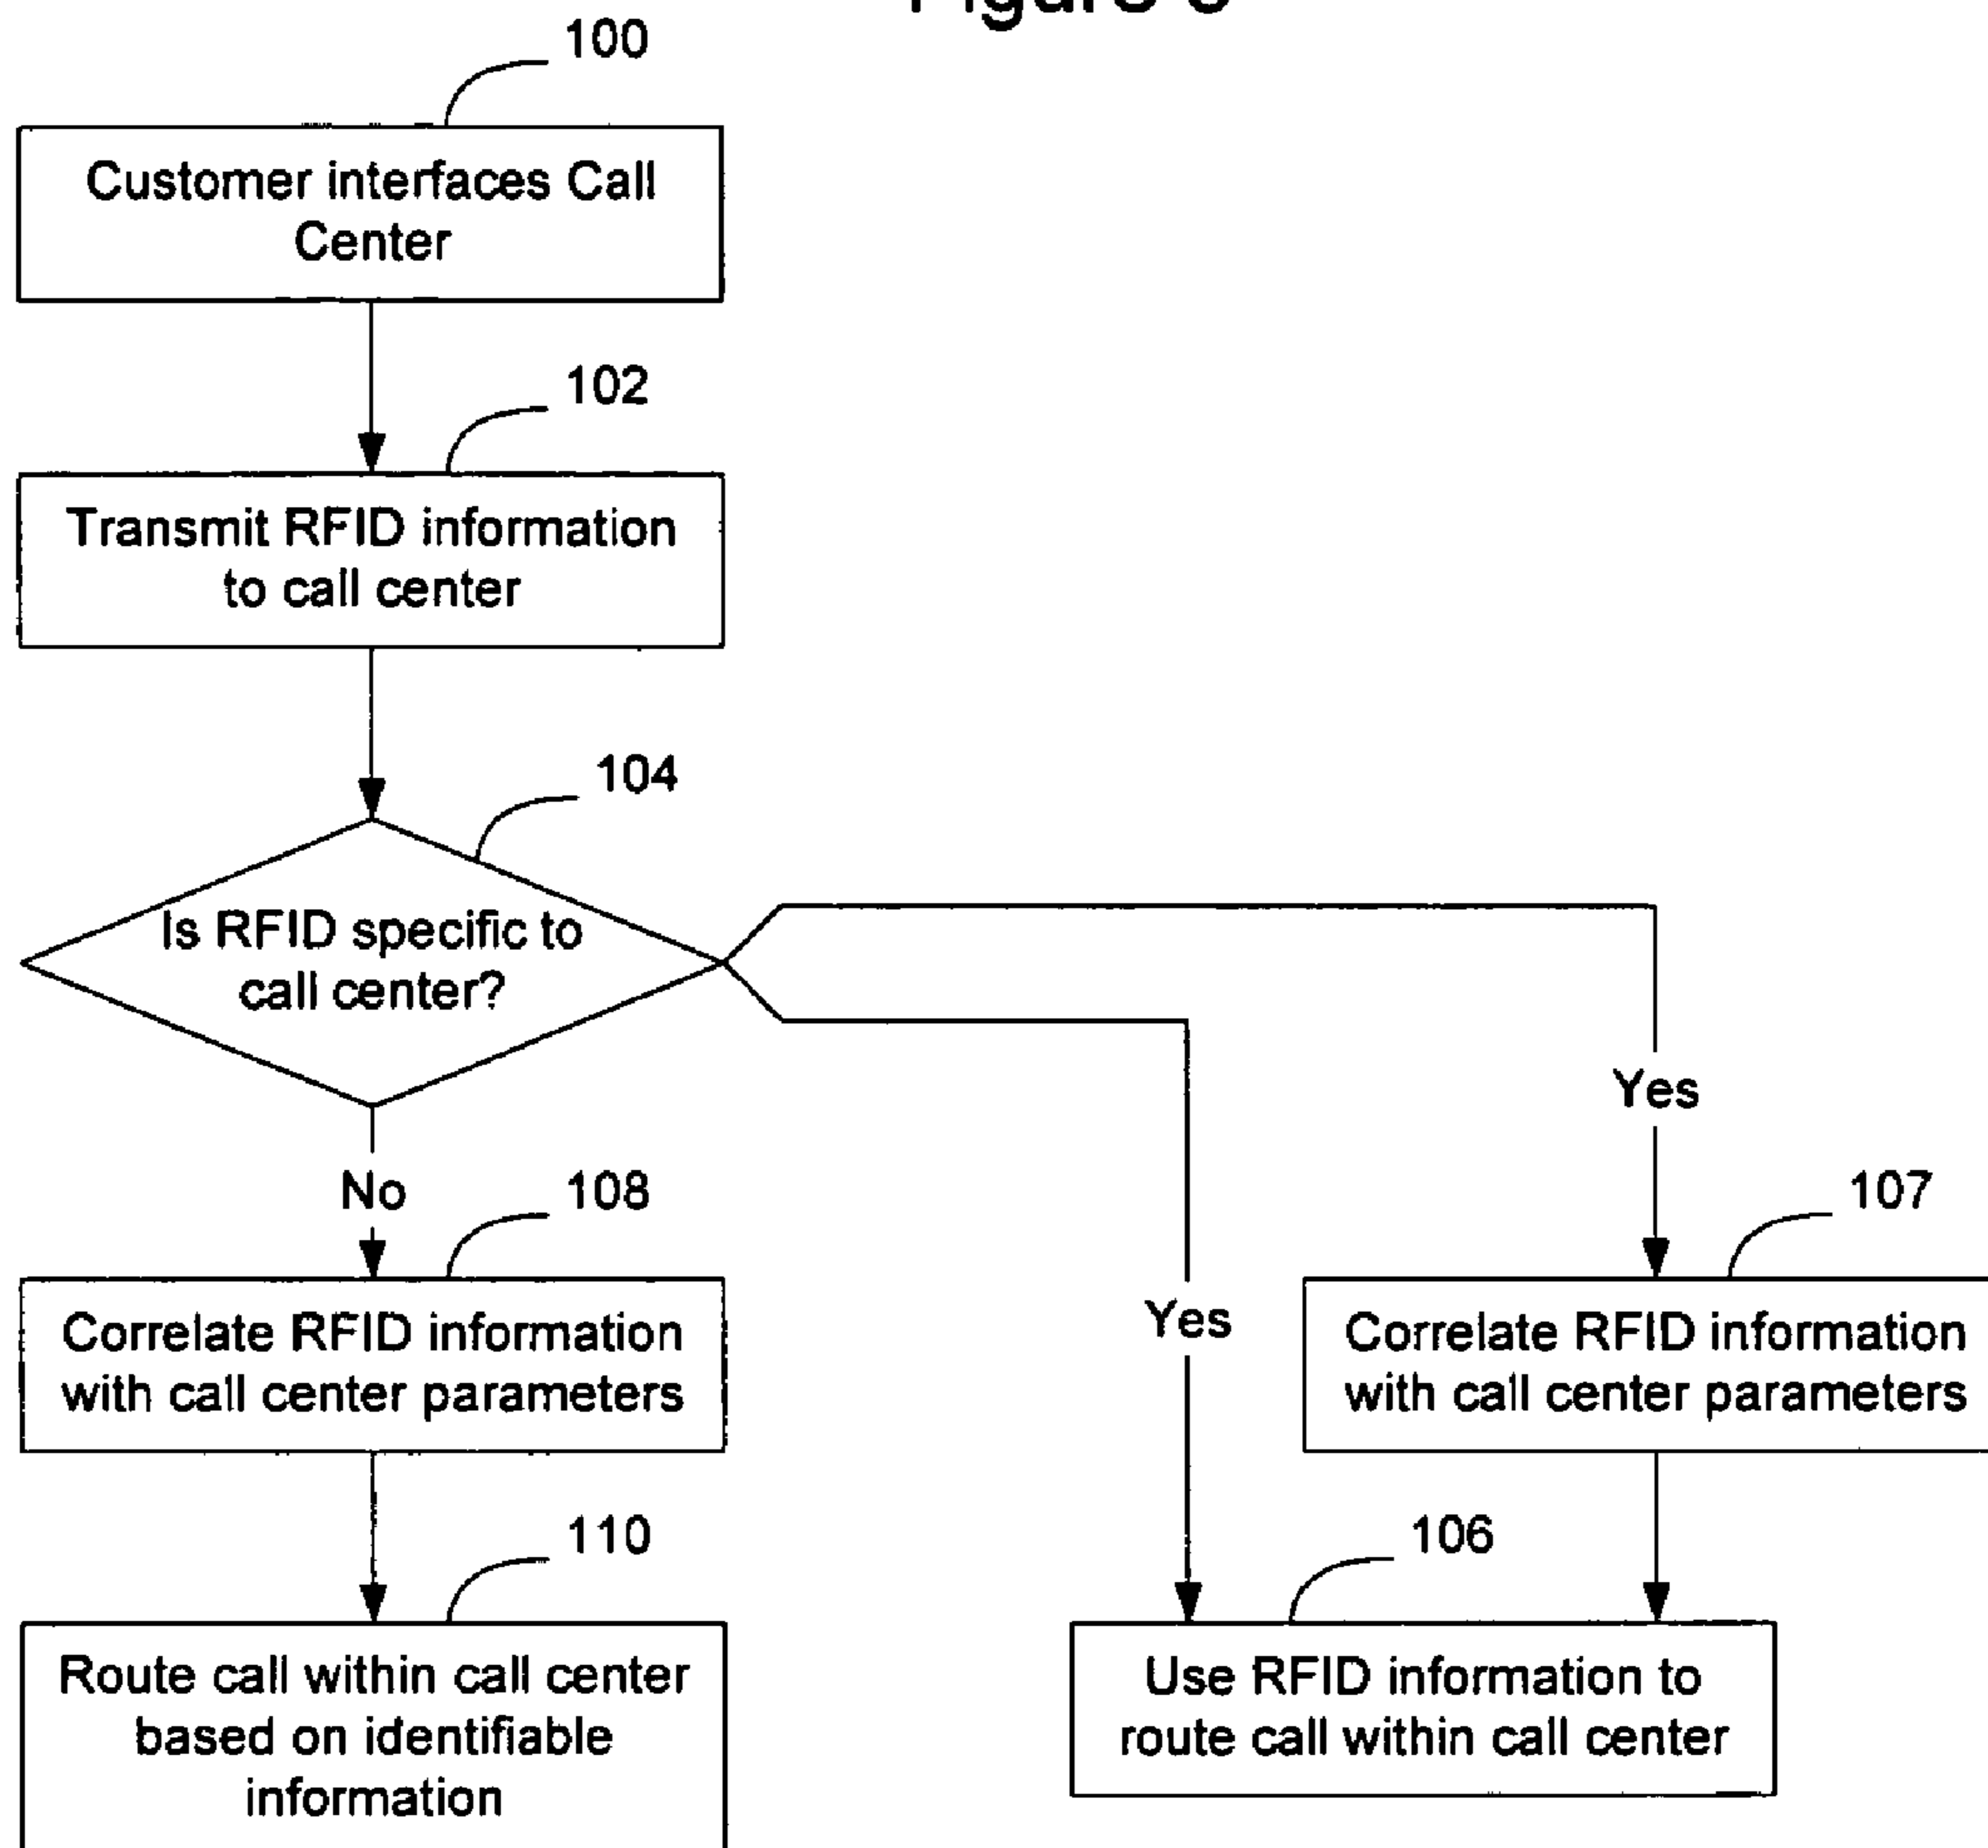 100
Customer interfaces Call
Center
102
Transmit RFID information
to call center
104
Is RFID specific to
call center?
Yes
No
108
107
Correlate RFID information
with call center parameters
Yes
Correlate RFID information
with call center parameters
110
106
Route call within call center
based on identifiable
information
Use RFID information to
route call within call center